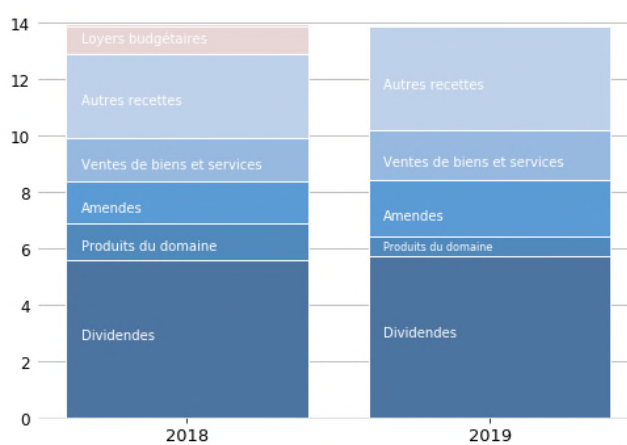 14
12
10
8
6
4
2
0
Loyers budgétaires
Autres recettes
Ventes de biens et services
Amendes
Produits du domaine
Dividendes
Autres recettes
Ventes de biens et services
Amendes
Produits du domaine
Dividendes
2018
2019